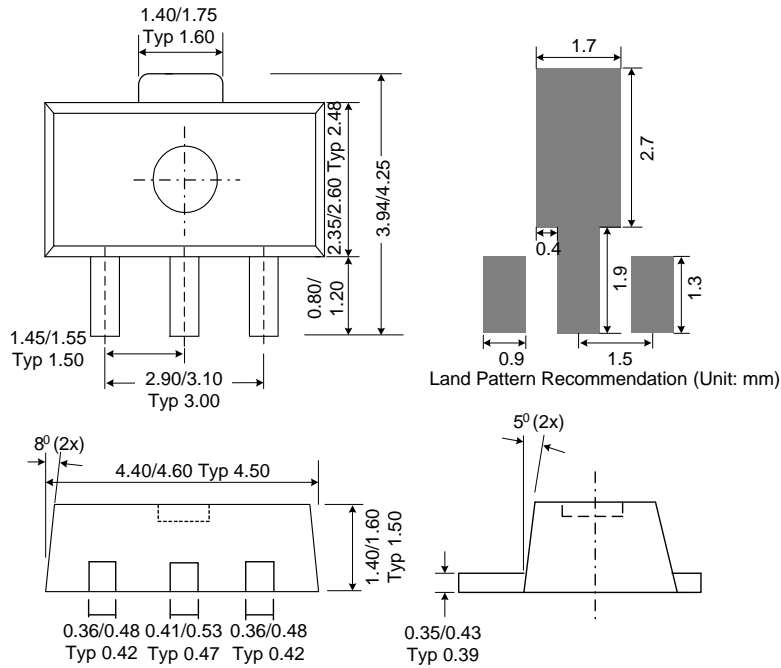 1.40/1.75
Typ 1.60
2.35/2.60 Typ 2.48
3.94/4.25
0.80/
1.20
1.45/1.55
Typ 1.50
2.90/3.10
Typ 3.00
1.7
2.7
0.4
1.9
1.3
0.9
1.5
Land Pattern Recommendation (Unit: mm)
8⁰ (2x)
4.40/4.60 Typ 4.50
1.40/1.60
Typ 1.50
0.36/0.48
Typ 0.42
0.41/0.53
Typ 0.47
0.36/0.48
Typ 0.42
5⁰ (2x)
0.35/0.43
Typ 0.39